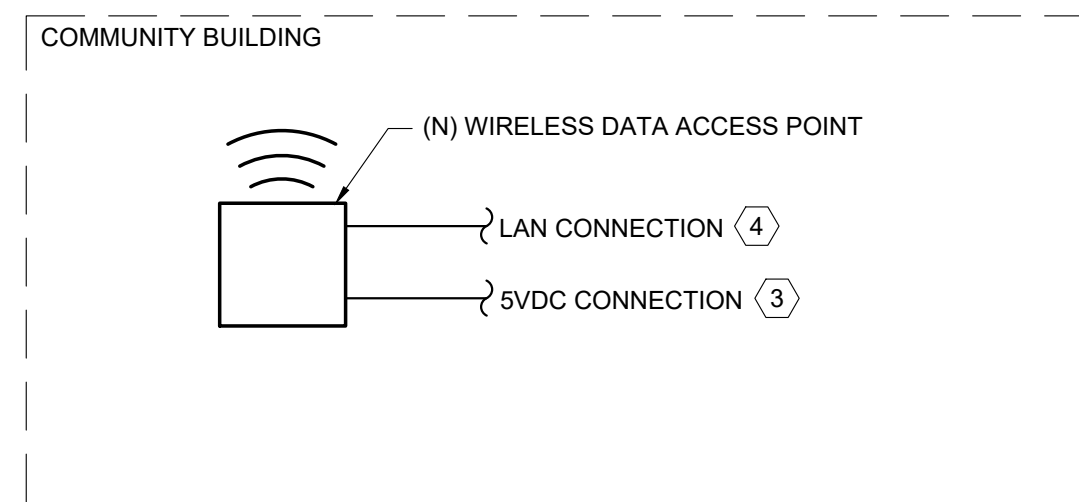 COMMUNITY BUILDING
(N) WIRELESS DATA ACCESS POINT
LAN CONNECTION 4
5VDC CONNECTION 3